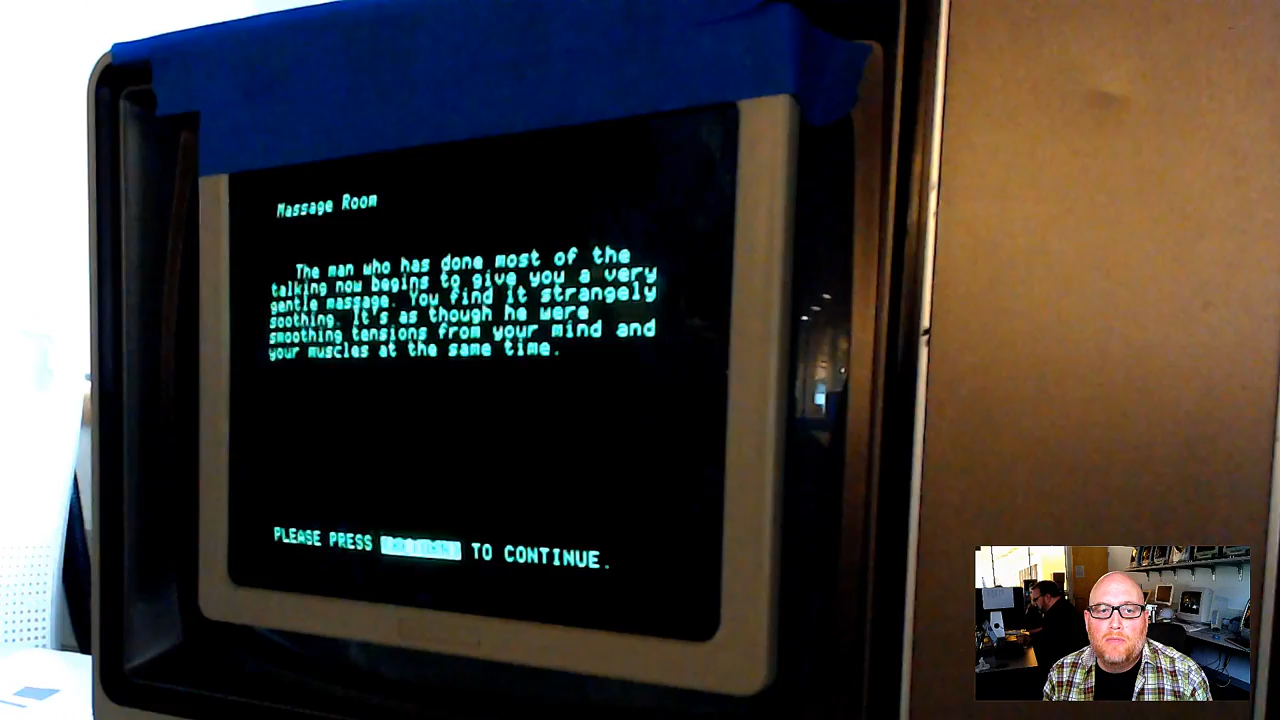 Massage Room
The man who has done most of the
talking now begins to give you a very
gentle massage. You find it strangely
soothing. It's as though he were
smoothing tensions from your mind and
your muscles at the same time.
PLEASE PRESS TO CONTINUE.